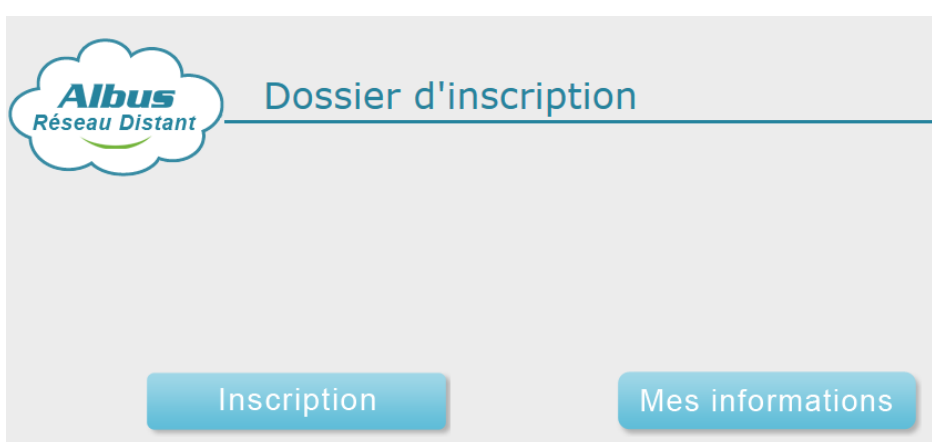 Albus
Réseau Distant
Dossier d'inscription
Inscription
Mes informations